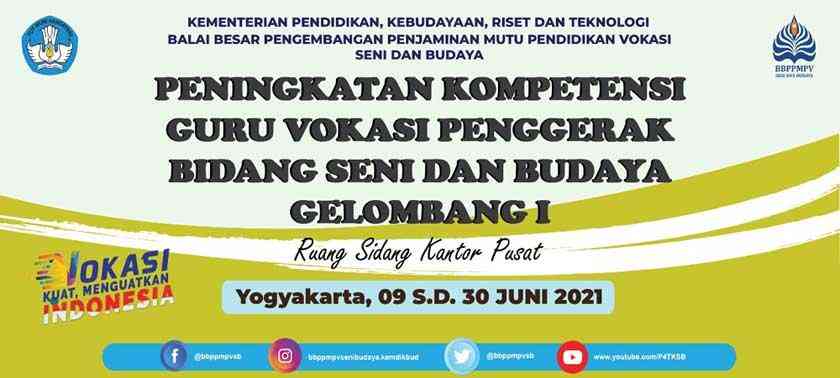 KEMENTERIAN PENDIDIKAN, KEBUDAYAAN, RISET DAN TEKNOLOGI
BALAI BESAR PENGEMBANGAN PENJAMINAN MUTU PENDIDIKAN VOKASI
SENI DAN BUDAYA
BBPPMPV
PENINGKATAN KOMPETENSI
GURU VOKASI PENGGERAK
BIDANG SENI DAN BUDAYA
GELOMBANG I
Ruang Sidang Kantor Pusat
VOKASI
KUAT, MENGUATKAN
INDONESIA
Yogyakarta, 09 S.D. 30 JUNI 2021
@bbppmpvsb
bbppmpvsenibudaya.kemdikbud
@bbppmpvsb
www.youtube.com/P4TKSB